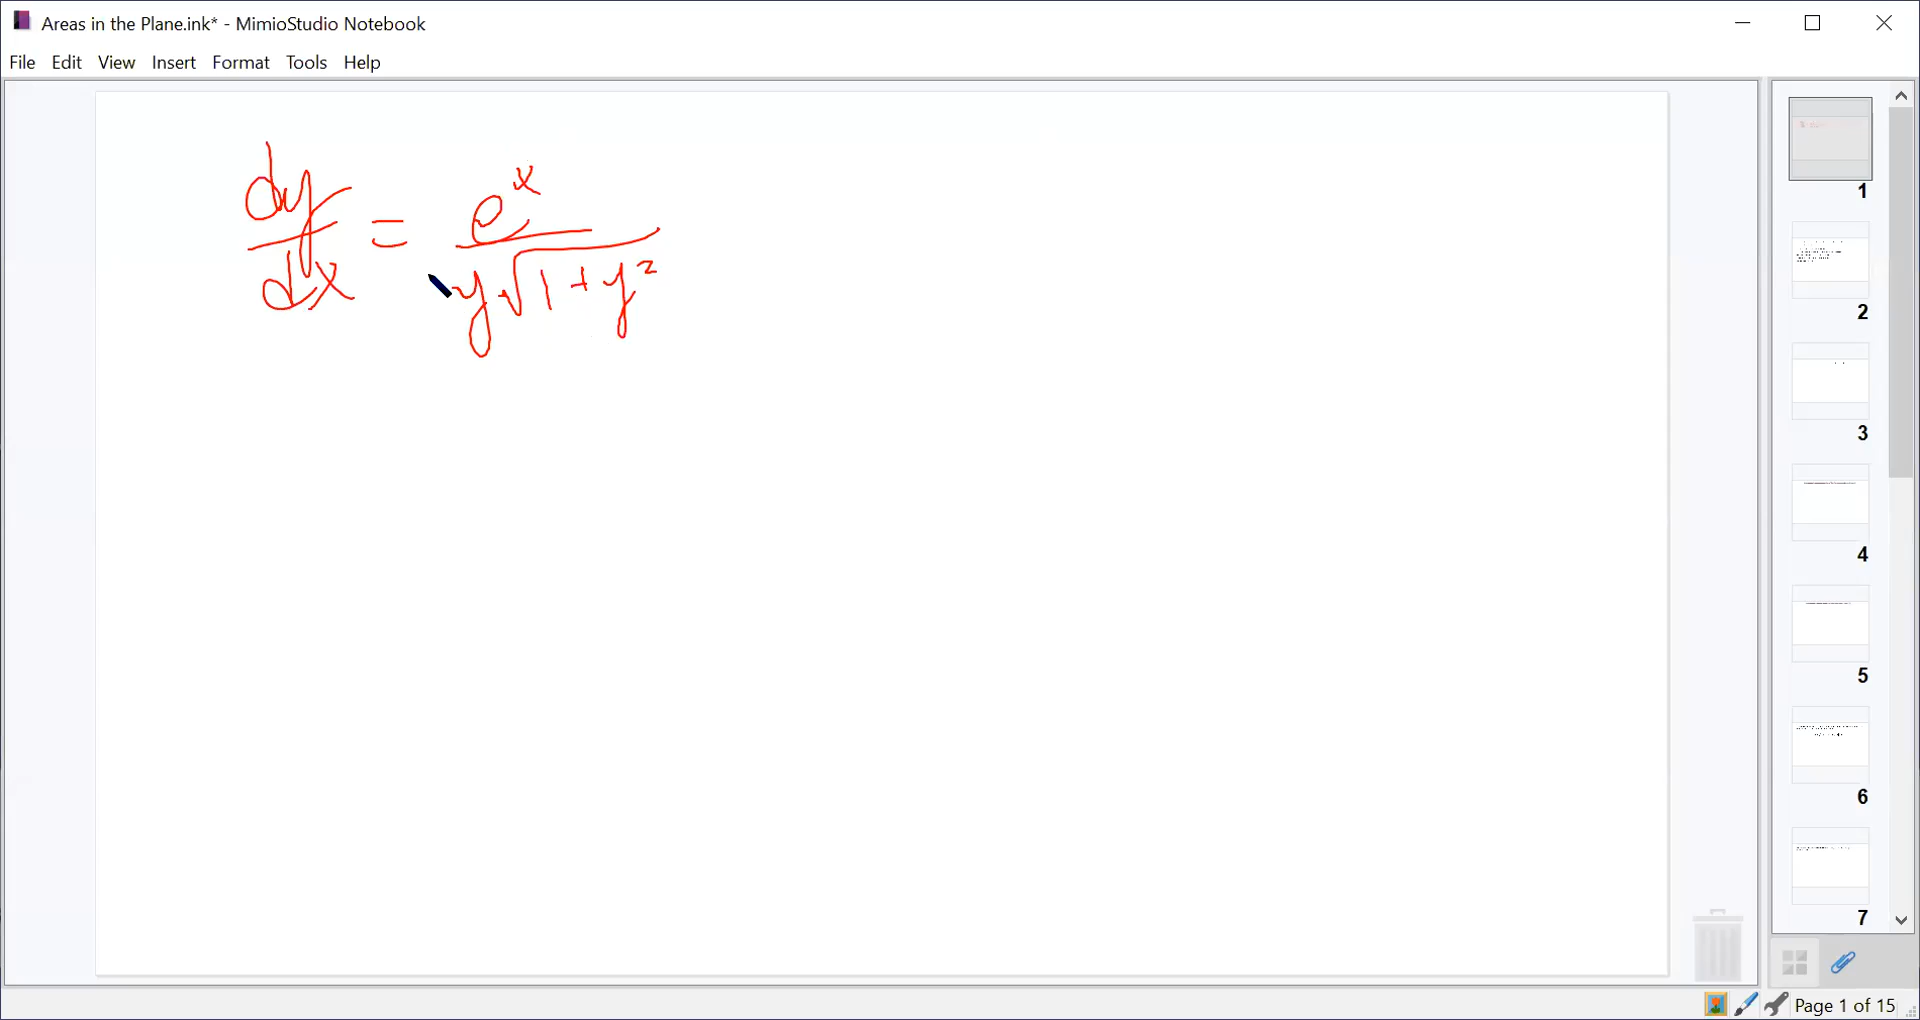 Areas in the Plane.ink* - MimioStudio Notebook
File Edit View Insert Format Tools Help
dy/dx = e^x / (y√(1+y²))
1
2
3
4
5
6
7
Page 1 of 15